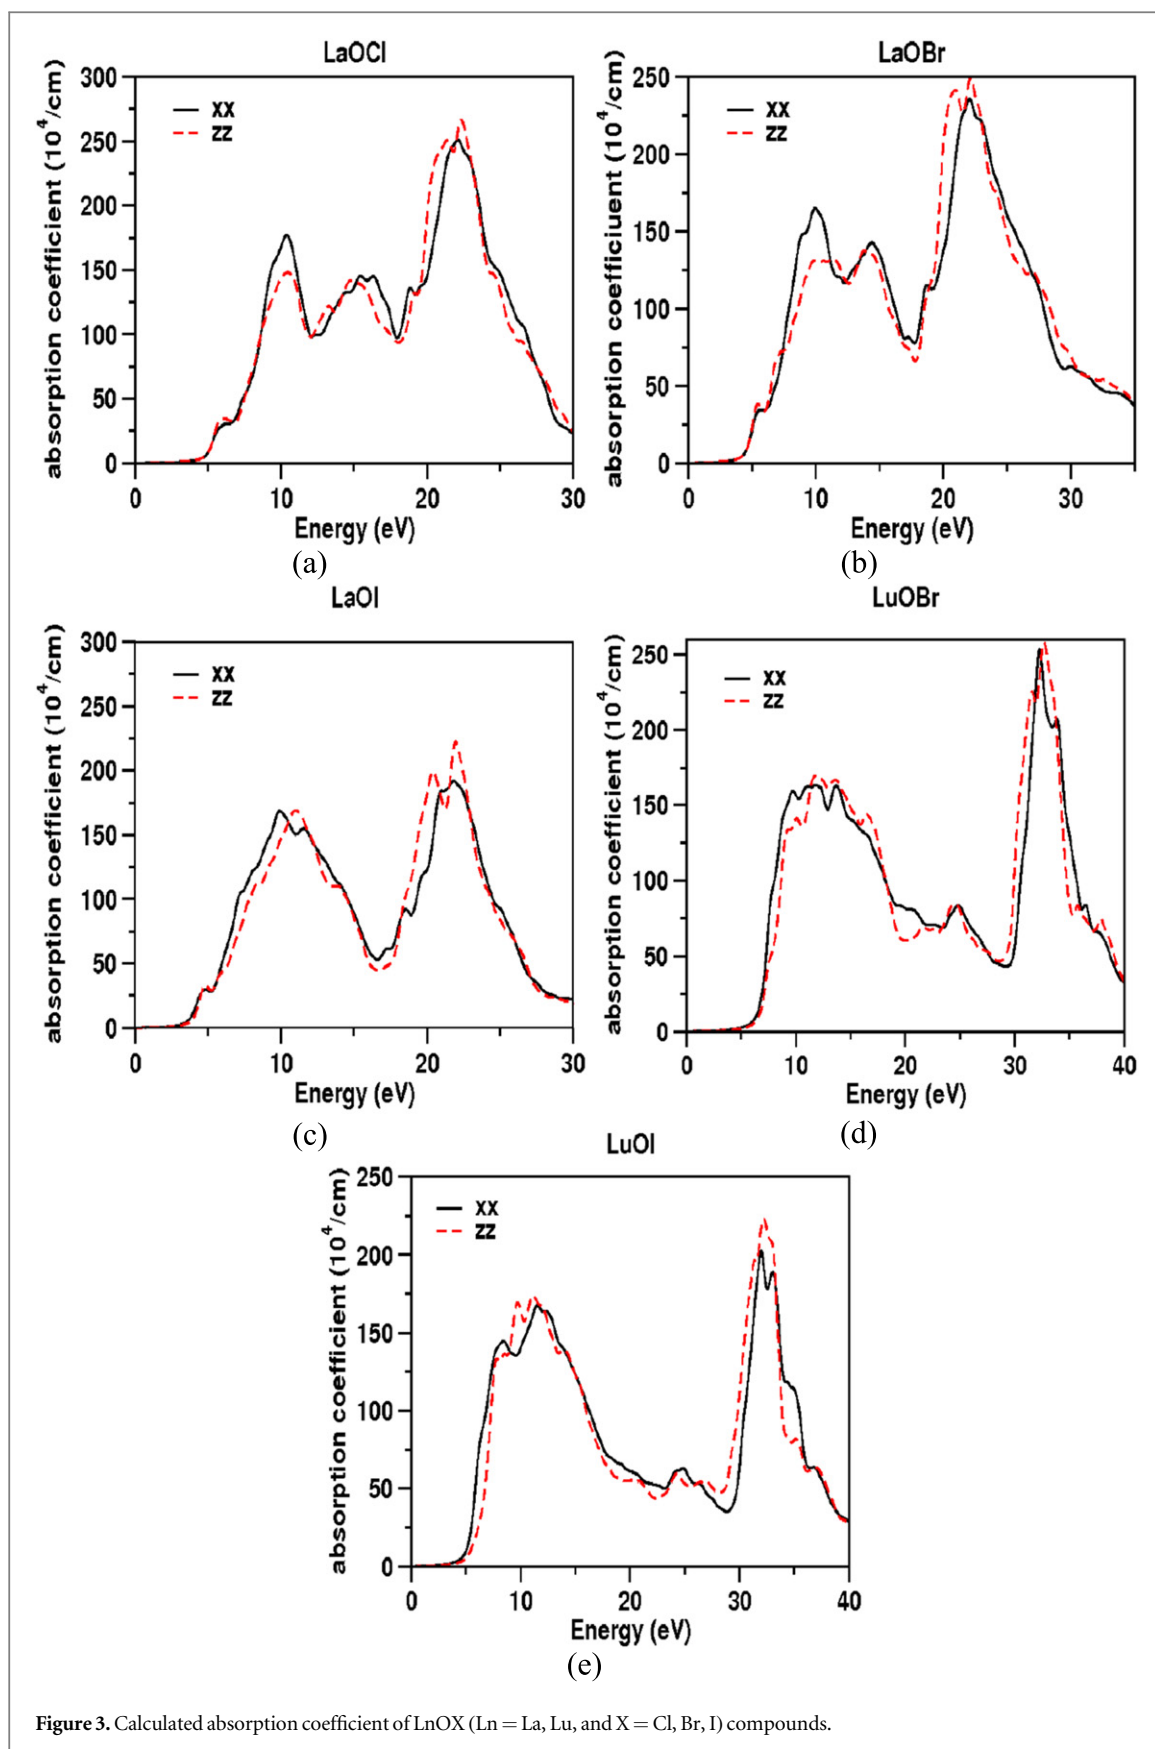 LaOCl
absorption coefficient (10⁴/cm)
300
250
200
150
100
50
0
XX
ZZ
0 10 20 30
Energy (eV)
(a)
LaOBr
absorption coeficiuent (10⁴/cm)
250
200
150
100
50
0
XX
ZZ
0 10 20 30
Energy (eV)
(b)
LaOI
absorption coefficient (10⁴/cm)
300
250
200
150
100
50
0
XX
ZZ
0 10 20 30
Energy (eV)
(c)
LuOBr
absorption coefficient (10⁴/cm)
250
200
150
100
50
0
XX
ZZ
0 10 20 30 40
Energy (eV)
(d)
LuOI
absorption coefficient (10⁴/cm)
250
200
150
100
50
0
XX
ZZ
0 10 20 30 40
Energy (eV)
(e)
Figure 3. Calculated absorption coefficient of LnOX (Ln = La, Lu, and X = Cl, Br, I) compounds.